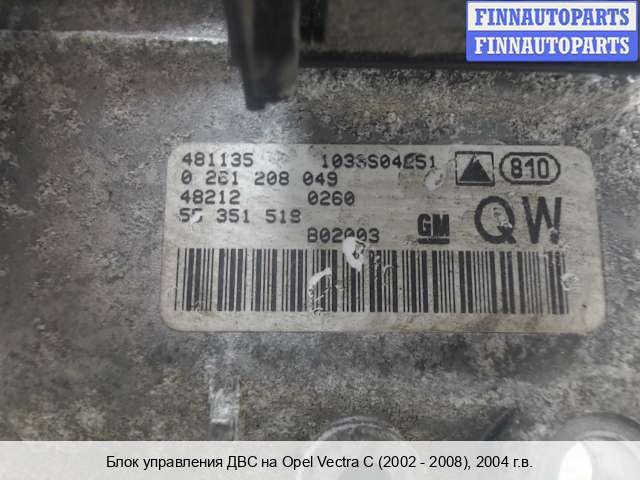 FINNAUTOPARTS
FINNAUTOPARTS
481135
0 261 208 049
810
48212 0260
55 351 518
B02003 GM QW
Блок управления ДВС на Opel Vectra C (2002 - 2008), 2004 г.в.